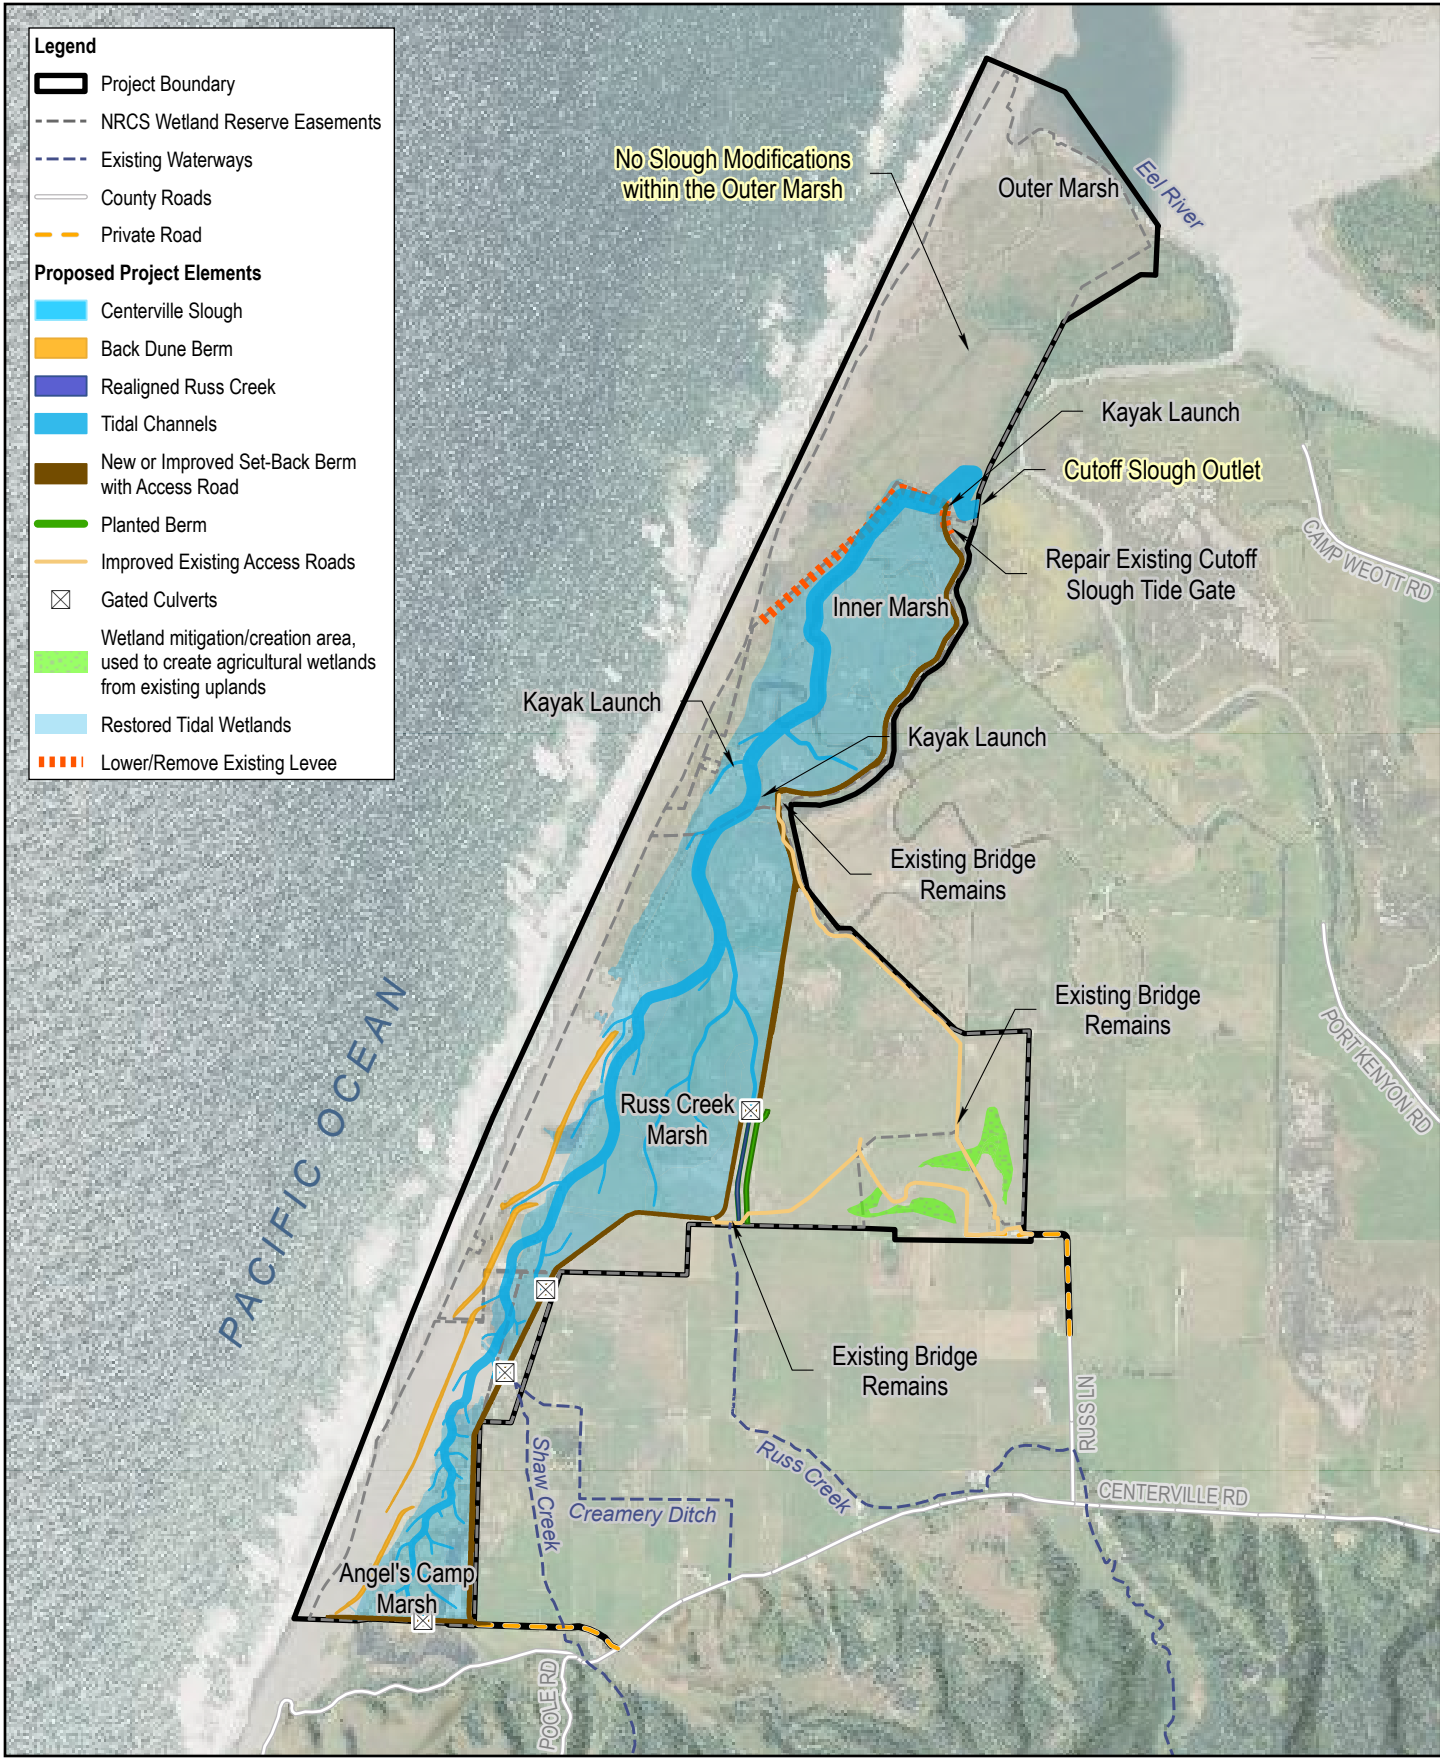 Legend
Project Boundary
NRCS Wetland Reserve Easements
Existing Waterways
County Roads
Private Road
Proposed Project Elements
Centerville Slough
Back Dune Berm
Realigned Russ Creek
Tidal Channels
New or Improved Set-Back Berm
with Access Road
Planted Berm
Improved Existing Access Roads
Gated Culverts
Wetland mitigation/creation area,
used to create agricultural wetlands
from existing uplands
Restored Tidal Wetlands
Lower/Remove Existing Levee
No Slough Modifications
within the Outer Marsh
Outer Marsh
Eel River
Kayak Launch
Cutoff Slough Outlet
CAMP WEOTT RD
Repair Existing Cutoff
Slough Tide Gate
Inner Marsh
Kayak Launch
Kayak Launch
Existing Bridge
Remains
Existing Bridge
Remains
PORT KENYON RD
PACIFIC OCEAN
Russ Creek
Marsh
Existing Bridge
Remains
RUSS LN
Russ Creek
CENTERVILLE RD
Shaw Creek
Creamery Ditch
Angel's Camp
Marsh
POOLE RD